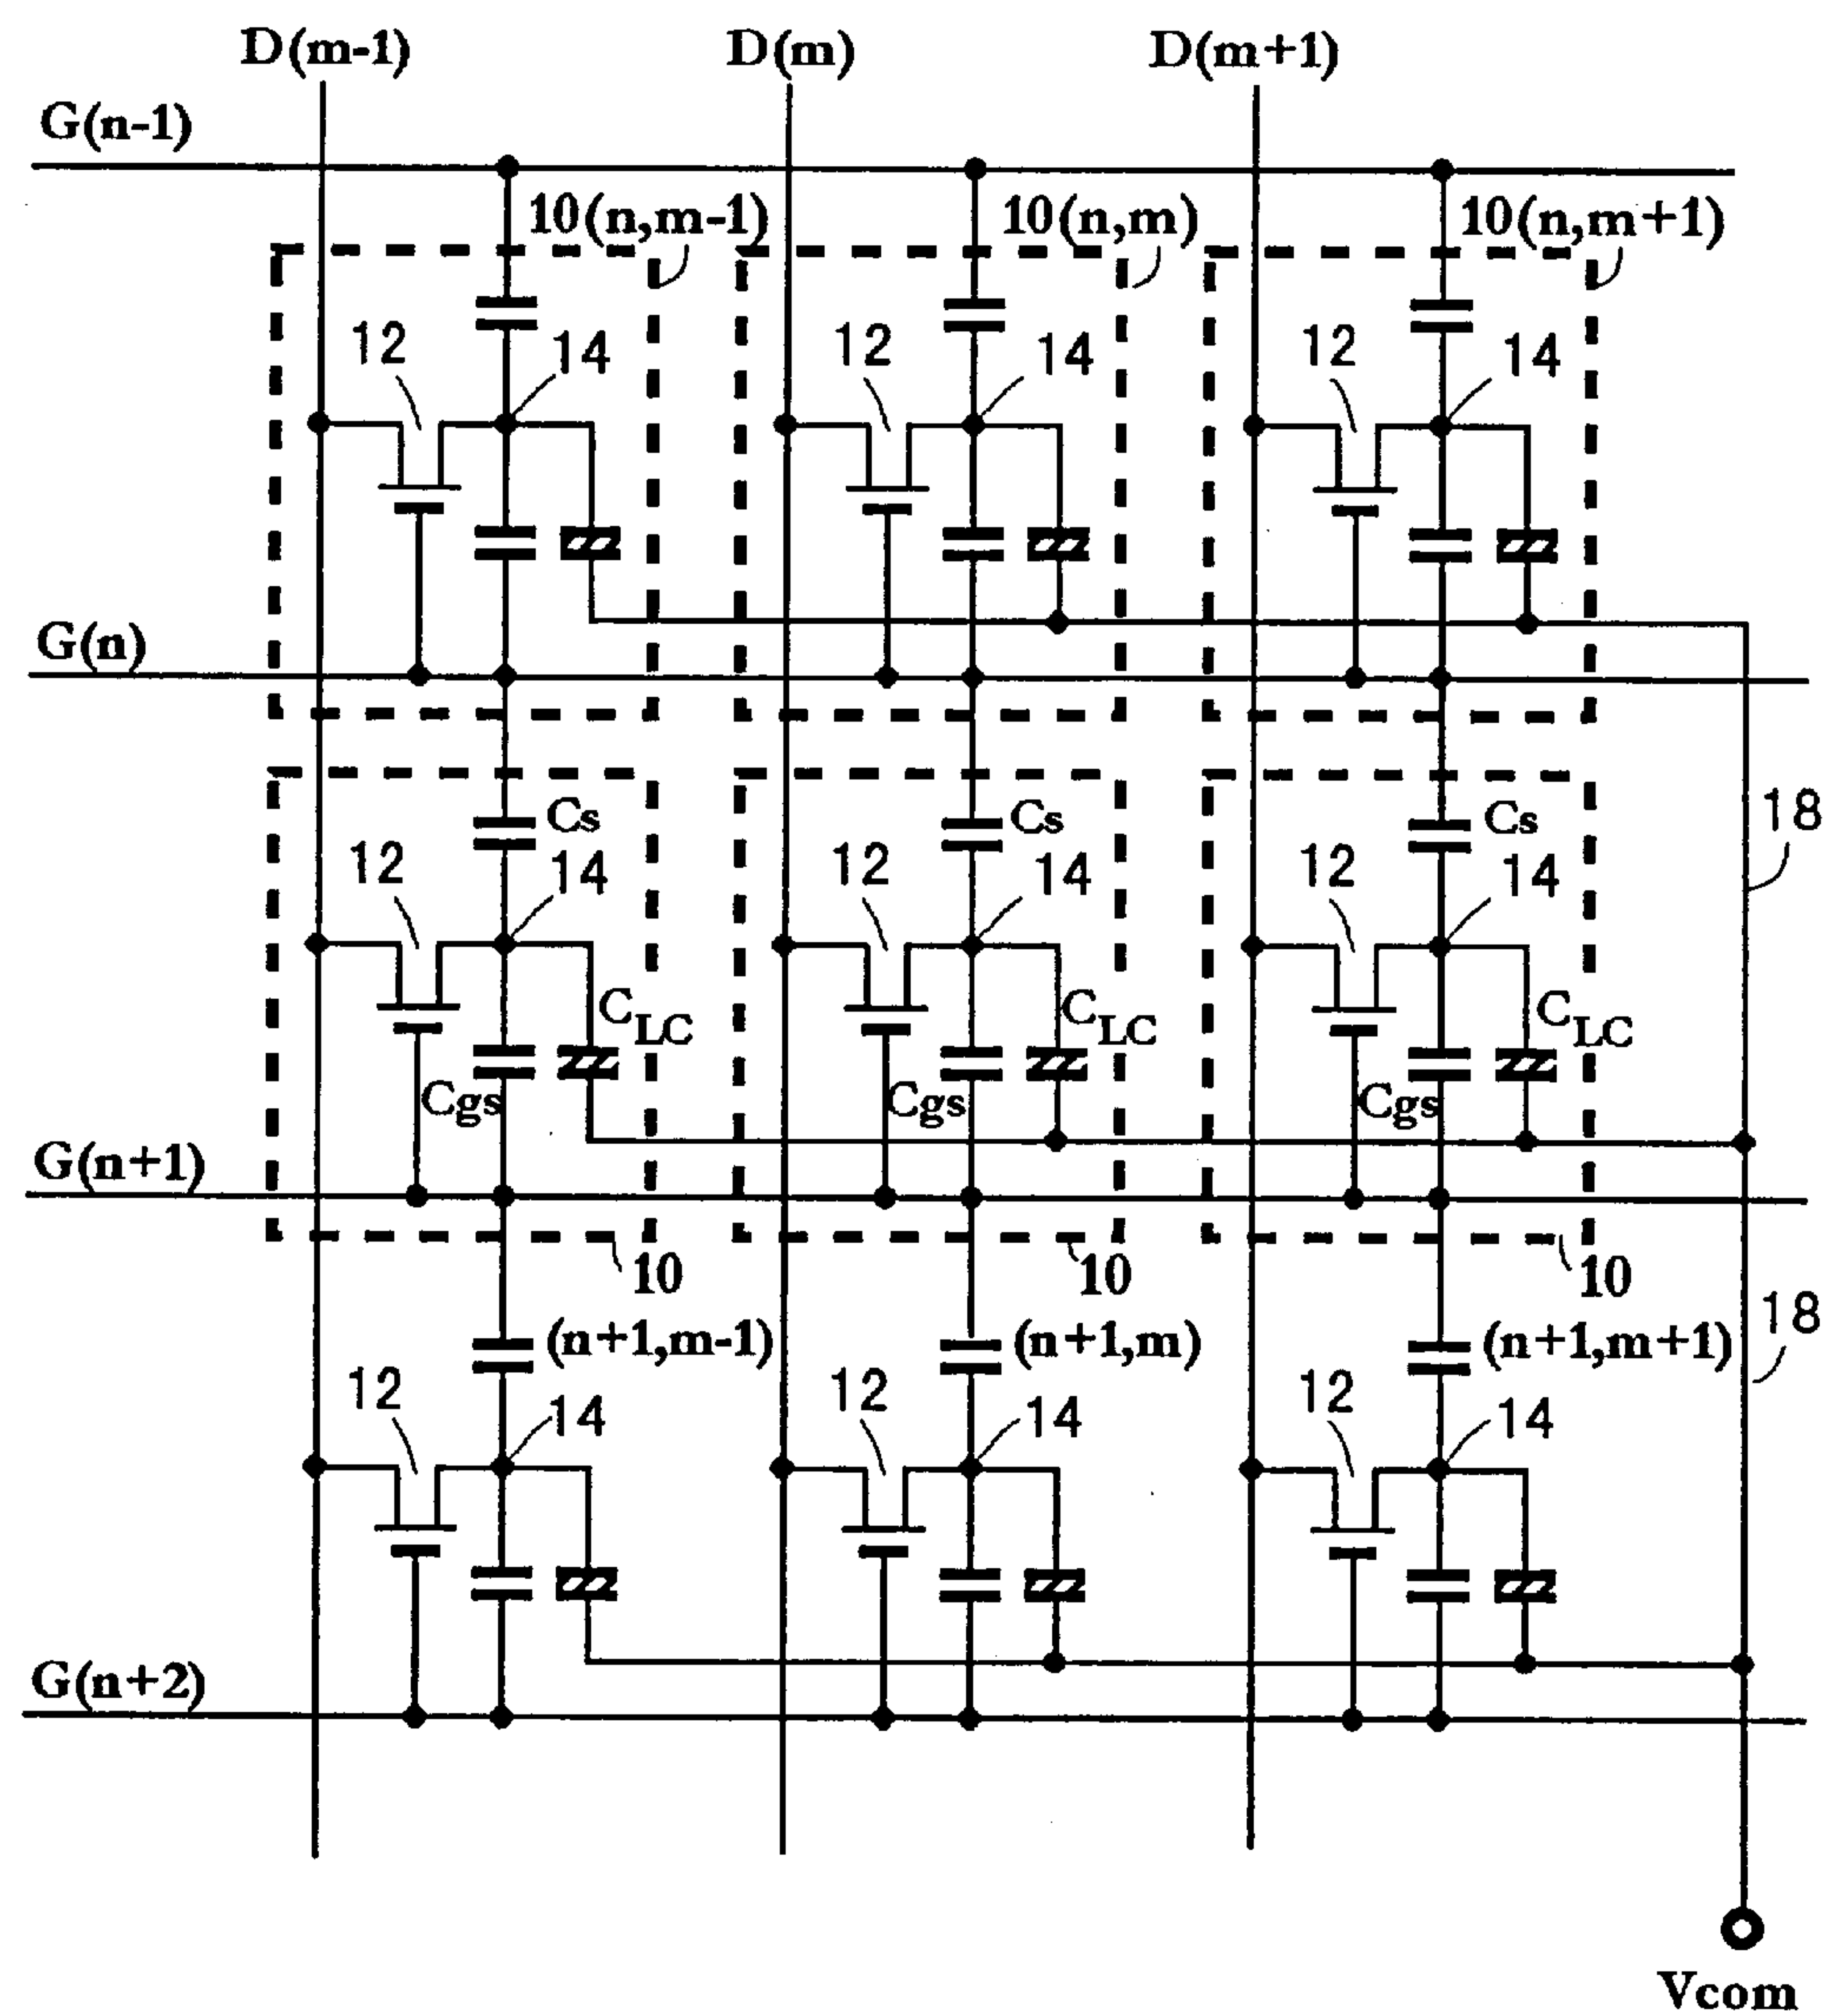 D(m-1) D(m) D(m+1)
G(n-1)
10(n,m-1) 10(n,m) 10(n,m+1)
12 14 12 14 12 14
G(n)
Cs Cs Cs 18
12 14 12 14 12 14
CLC CLC CLC
Cgs Cgs Cgs
G(n+1)
10 10 10
(n+1,m-1) (n+1,m) (n+1,m+1) 18
12 14 12 14 12 14
G(n+2)
Vcom